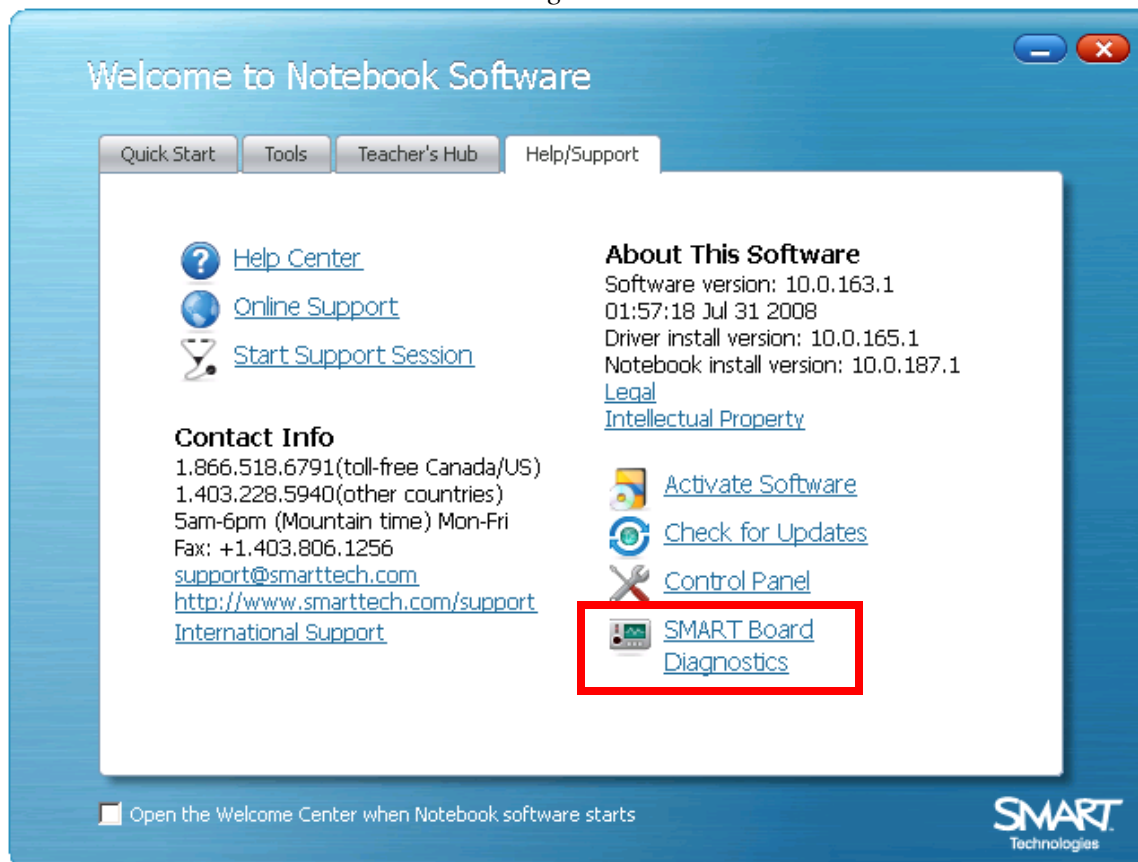 Welcome to Notebook Software
Quick Start
Tools
Teacher's Hub
Help/Support
Help Center
Online Support
Start Support Session
Contact Info
1.866.518.6791(toll-free Canada/US)
1.403.228.5940(other countries)
5am-6pm (Mountain time) Mon-Fri
Fax: +1.403.806.1256
support@smarttech.com
http://www.smarttech.com/support
International Support
About This Software
Software version: 10.0.163.1
01:57:18 Jul 31 2008
Driver install version: 10.0.165.1
Notebook install version: 10.0.187.1
Legal
Intellectual Property
Activate Software
Check for Updates
Control Panel
SMART Board
Diagnostics
Open the Welcome Center when Notebook software starts
SMART
Technologies